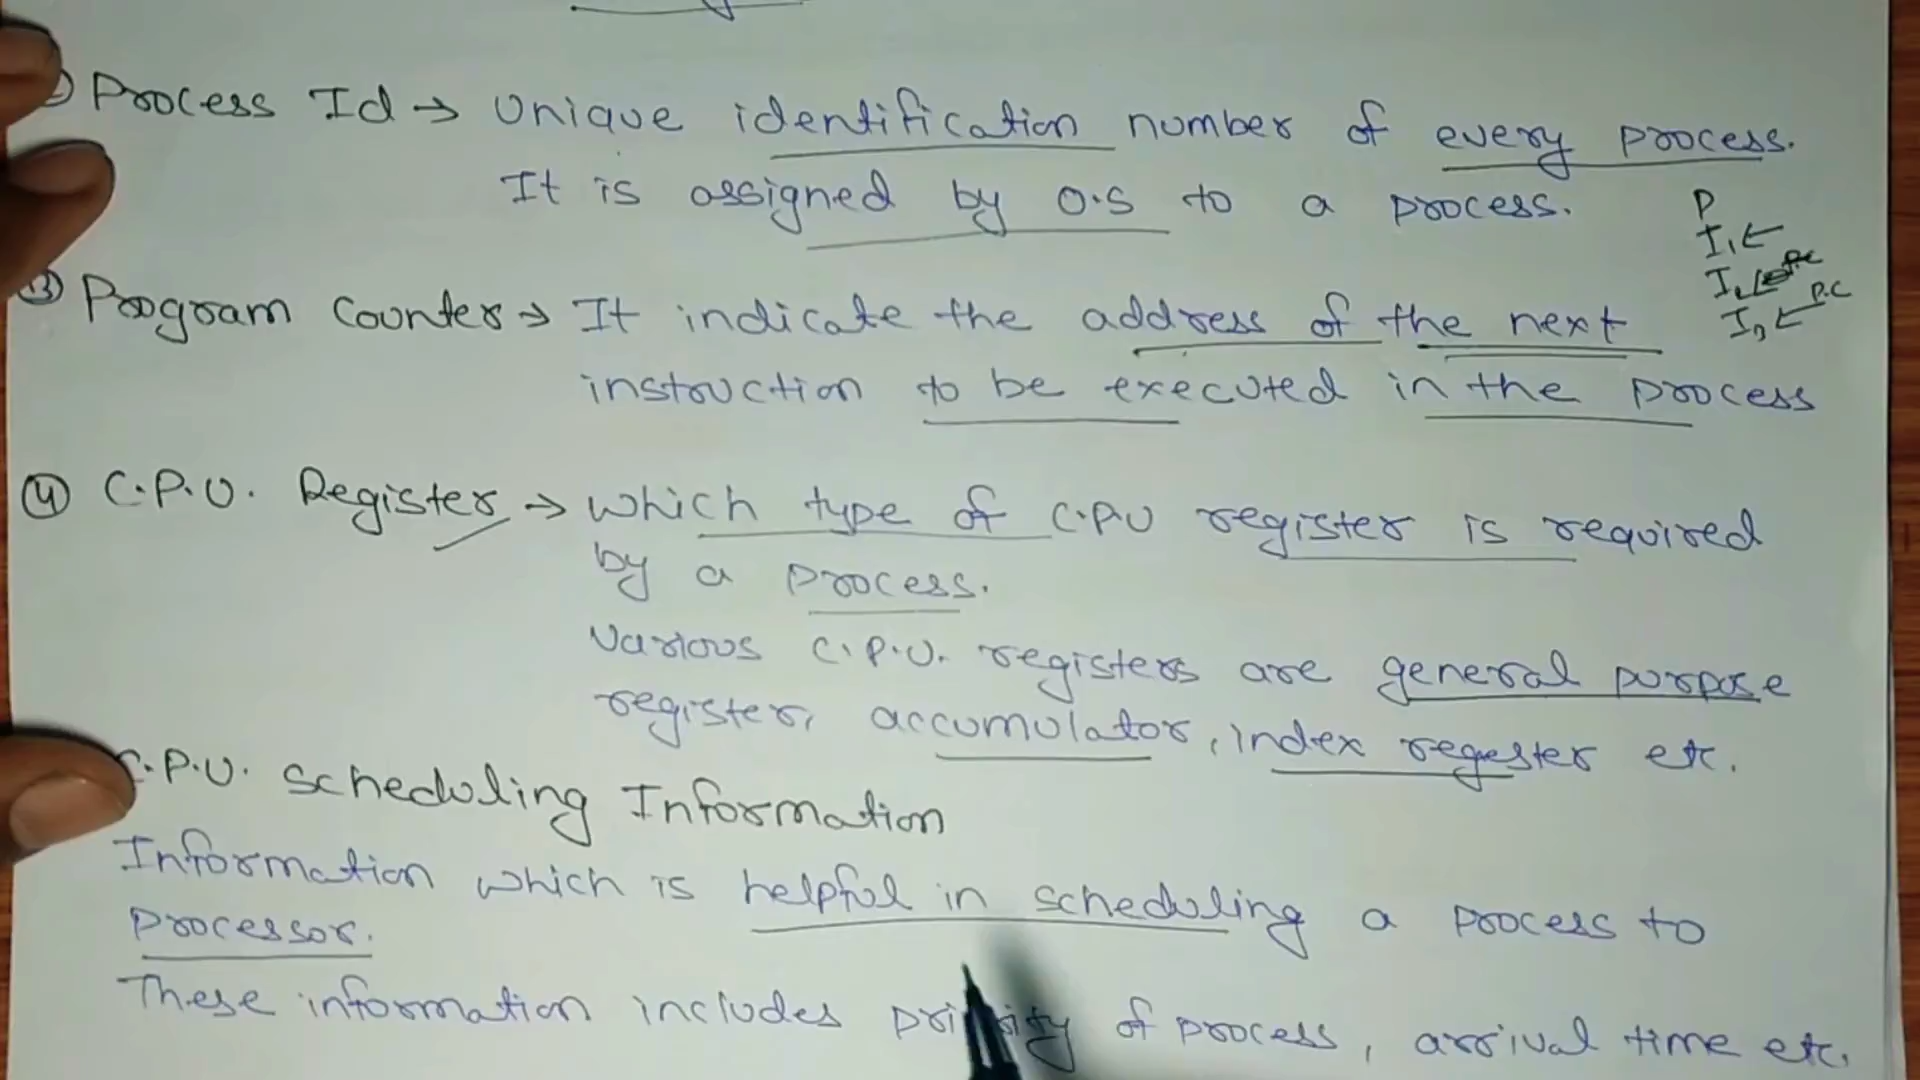 Process Id → Unique identification number of every process.
It is assigned by O.S to a process.
P
I1 ←
I2 ← P.C
I3 ← P.C
③ Program Counter → It indicate the address of the next
instruction to be executed in the process
④ C.P.U. Register → Which type of C.P.U register is required
by a process.
Various C.P.U. registers are general purpose
register, accumulator, index regester etc.
C.P.U. Scheduling Information
Information which is helpful in scheduling a process to
processor.
These information includes priority of process, arrival time etc.